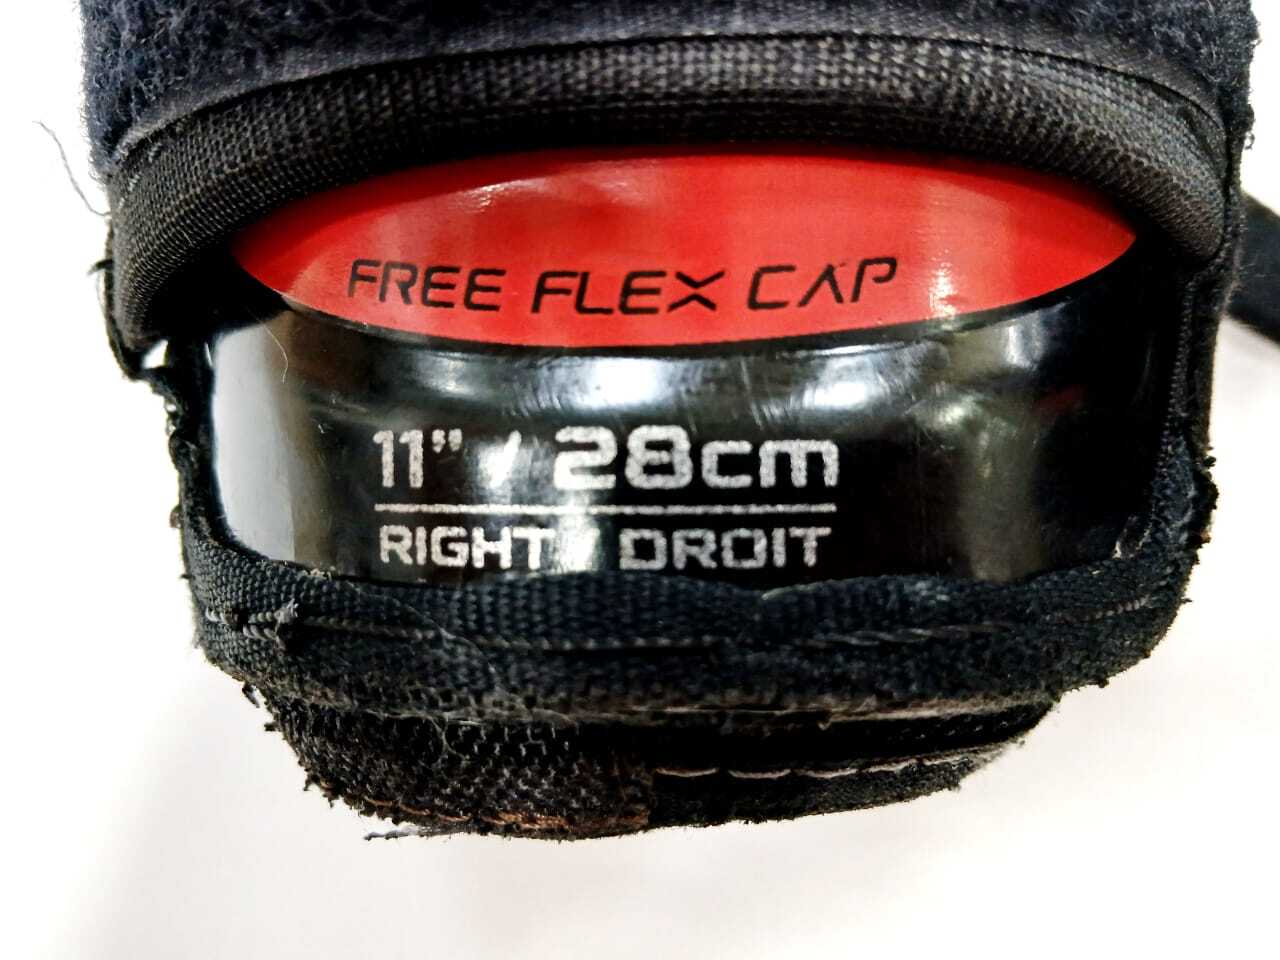 FREE FLEX CAP
11” / 28cm
RIGHT / DROIT